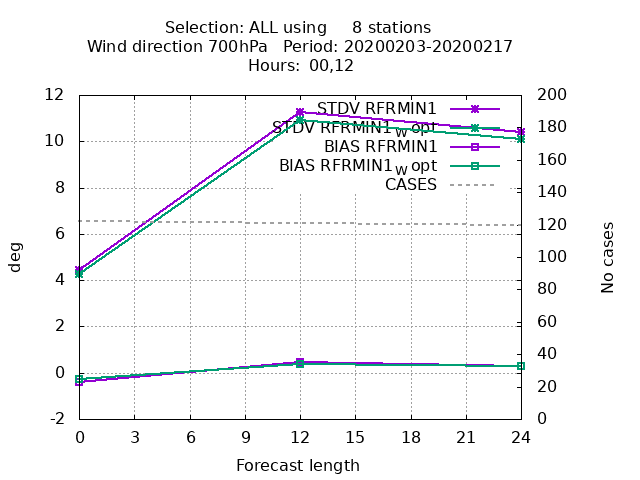 Selection: ALL using 8 stations
Wind direction 700hPa Period: 20200203-20200217
Hours: 00,12
12
10
8
6
4
2
0
-2
deg
STDV RFRMIN1
STDV RFRMIN1w opt
BIAS RFRMIN1
BIAS RFRMIN1w opt
CASES
200
180
160
140
120
100
80
60
40
20
0
No cases
0 3 6 9 12 15 18 21 24
Forecast length